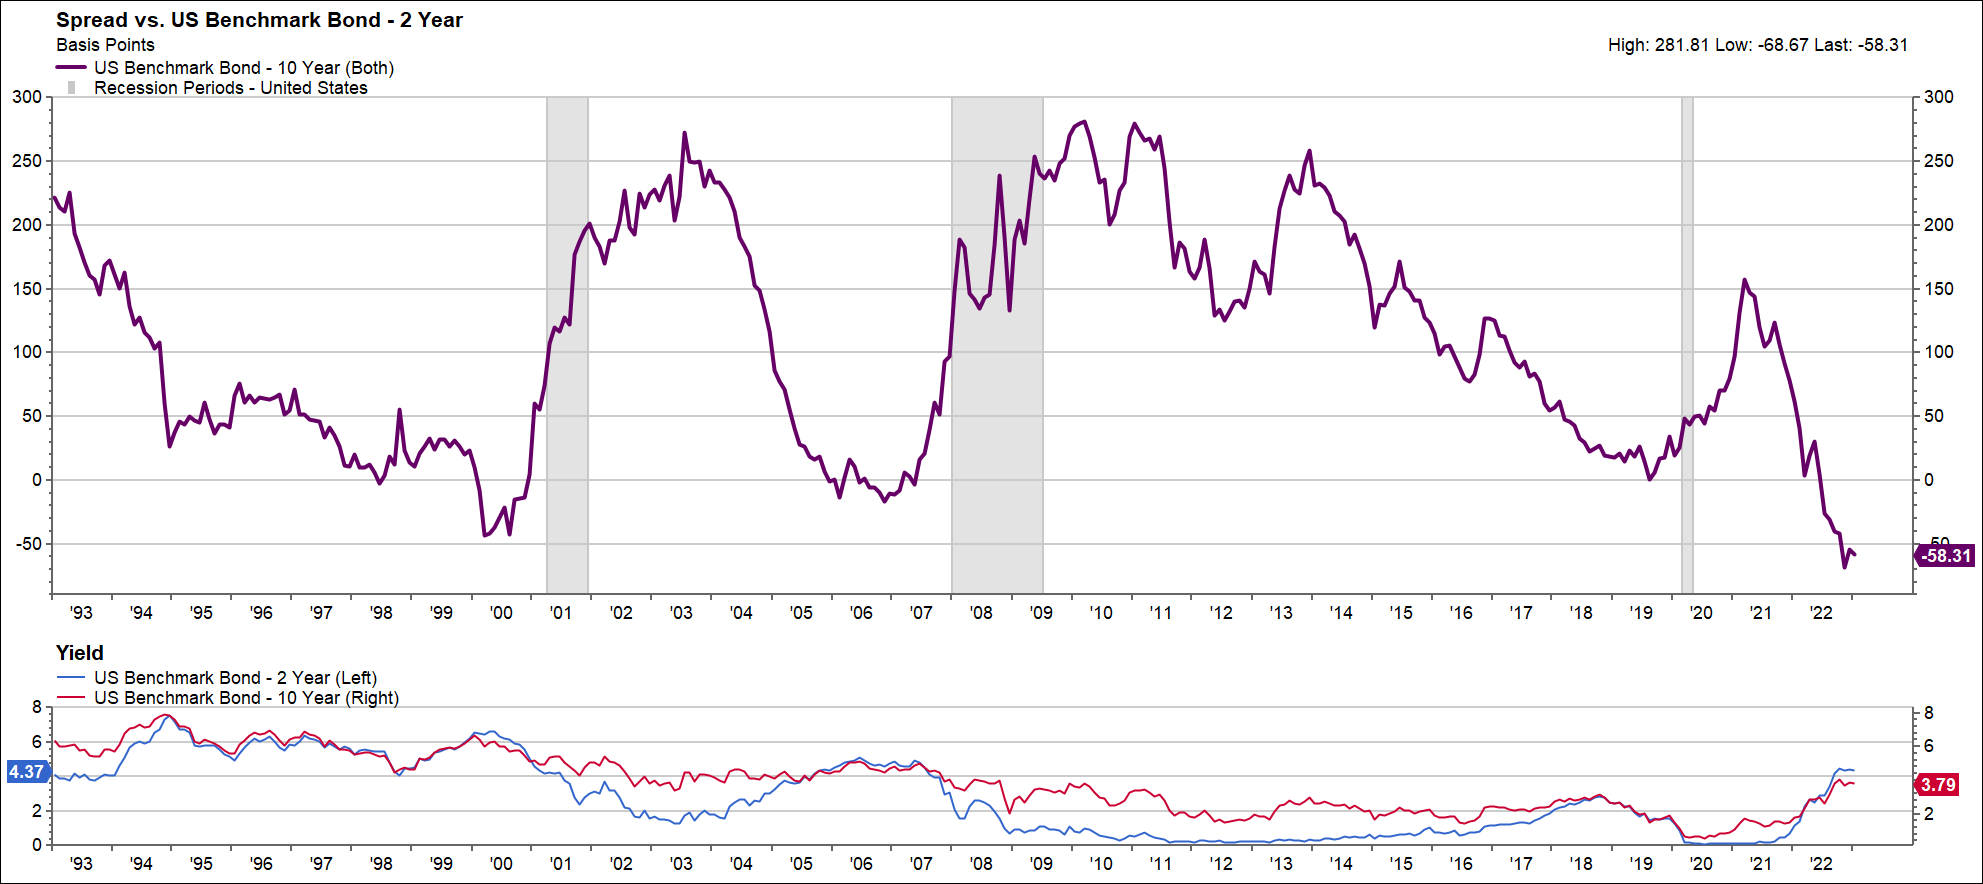 Spread vs. US Benchmark Bond - 2 Year
Basis Points
High: 281.81 Low: -68.67 Last: -58.31
US Benchmark Bond - 10 Year (Both)
Recession Periods - United States
300 300
250 250
200 200
150 150
100 100
50 50
0 0
-50 -50
-58.31
'93 '94 '95 '96 '97 '98 '99 '00 '01 '02 '03 '04 '05 '06 '07 '08 '09 '10 '11 '12 '13 '14 '15 '16 '17 '18 '19 '20 '21 '22
Yield
US Benchmark Bond - 2 Year (Left)
US Benchmark Bond - 10 Year (Right)
8 8
6 6
4.37 3.79
2 2
0
'93 '94 '95 '96 '97 '98 '99 '00 '01 '02 '03 '04 '05 '06 '07 '08 '09 '10 '11 '12 '13 '14 '15 '16 '17 '18 '19 '20 '21 '22